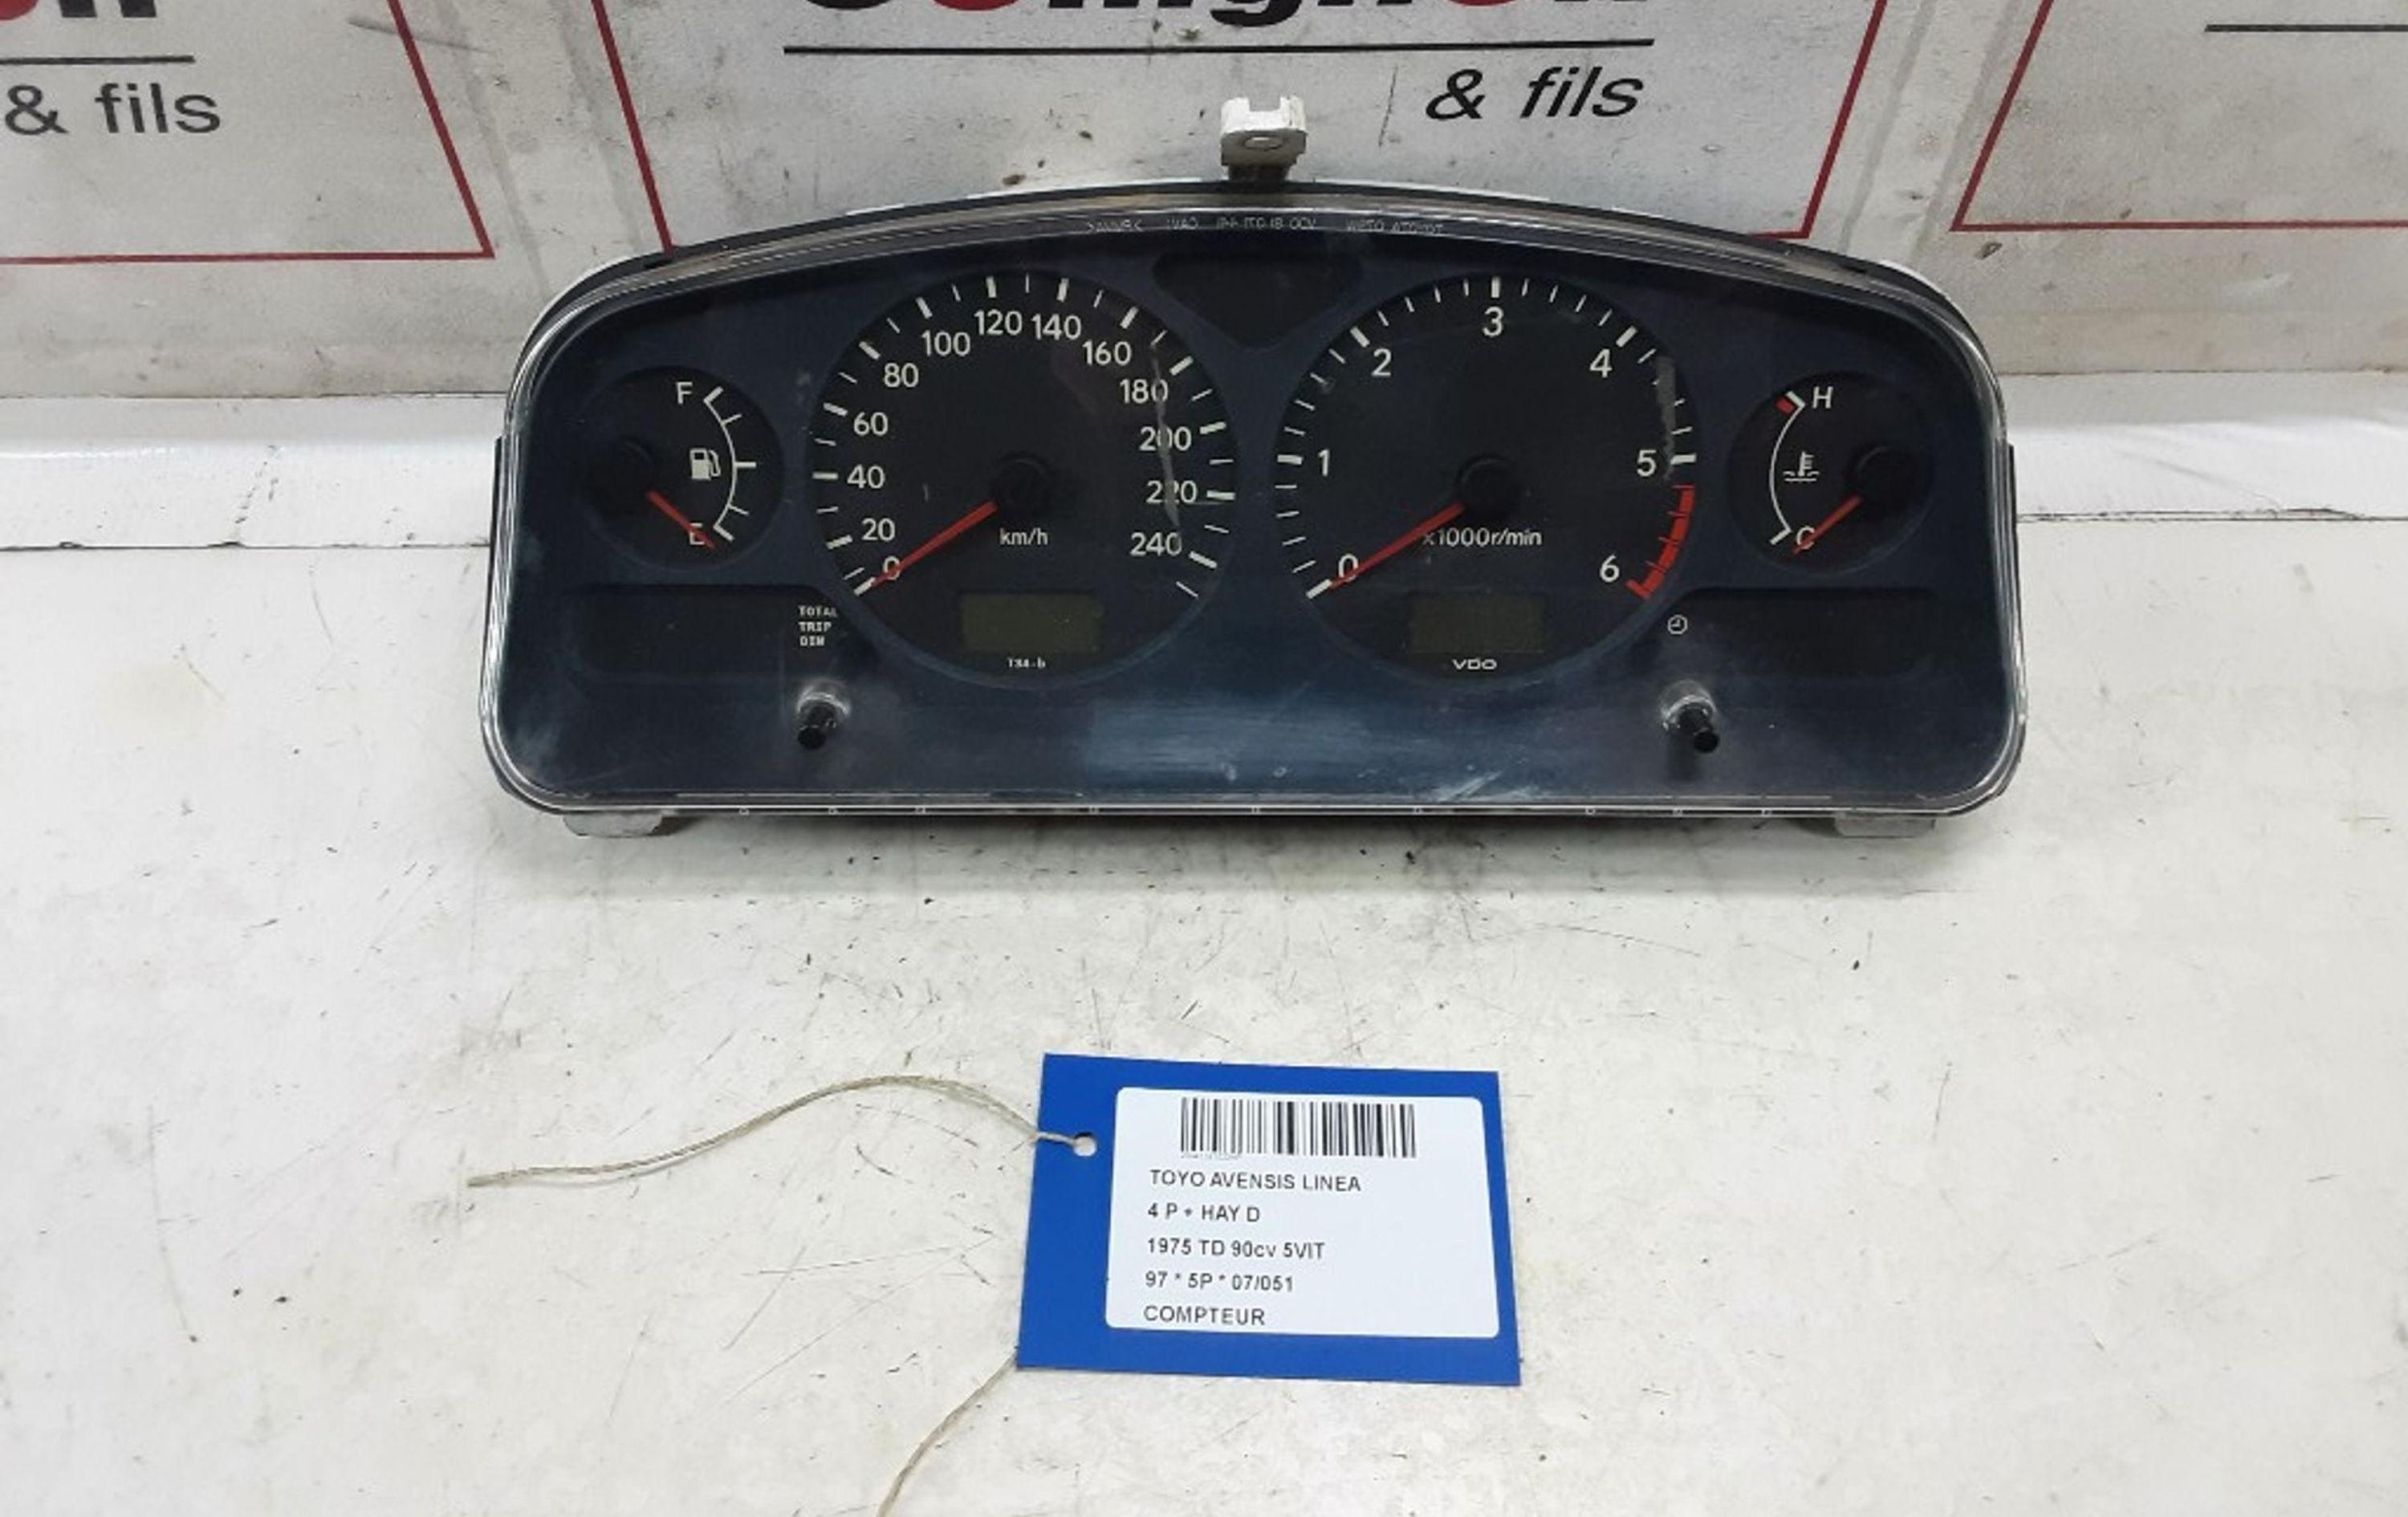 & fils
& fils
F
E
0
20
40
60
80
100
120
140
160
180
200
220
240
km/h
TOTAL
TRIP
DIM
T34-b
0
1
2
3
4
5
6
x1000r/min
VDO
H
C
TOYO AVENSIS LINEA
4 P + HAY D
1975 TD 90cv 5VIT
97 * 5P * 07/051
COMPTEUR